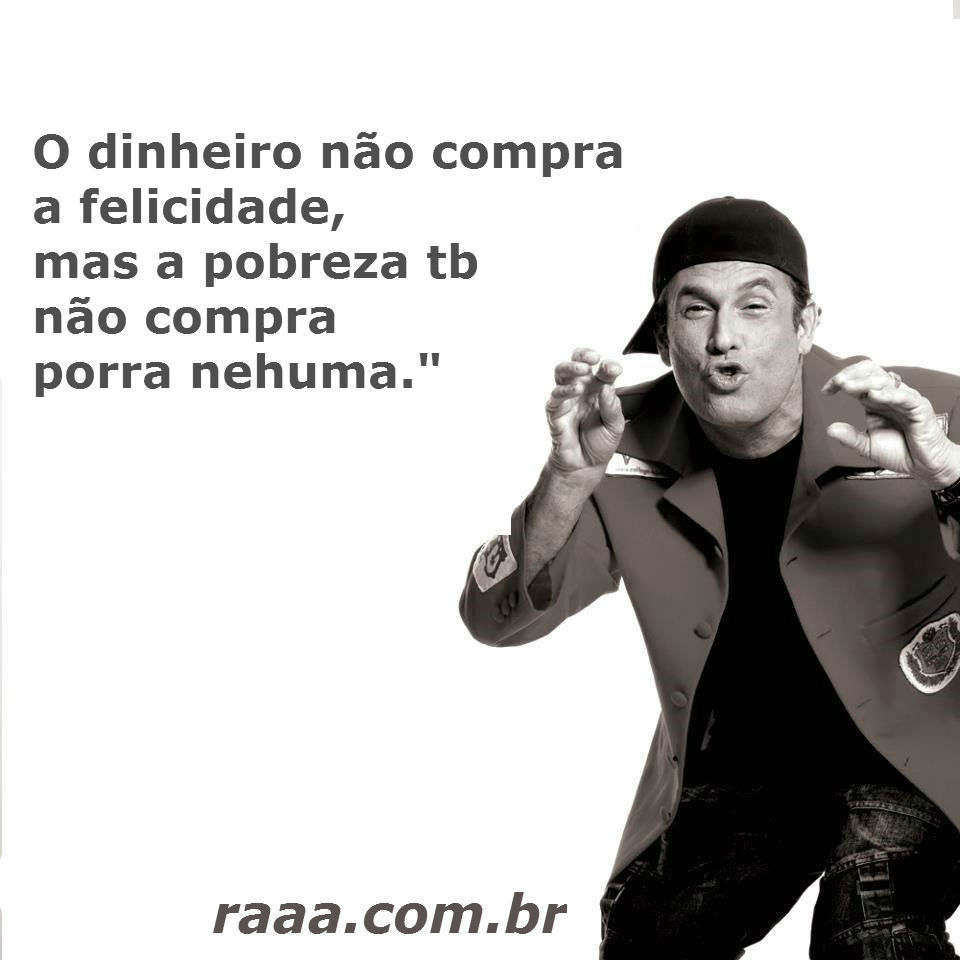 O dinheiro não compra
a felicidade,
mas a pobreza tb
não compra
porra nehuma."
raaa.com.br